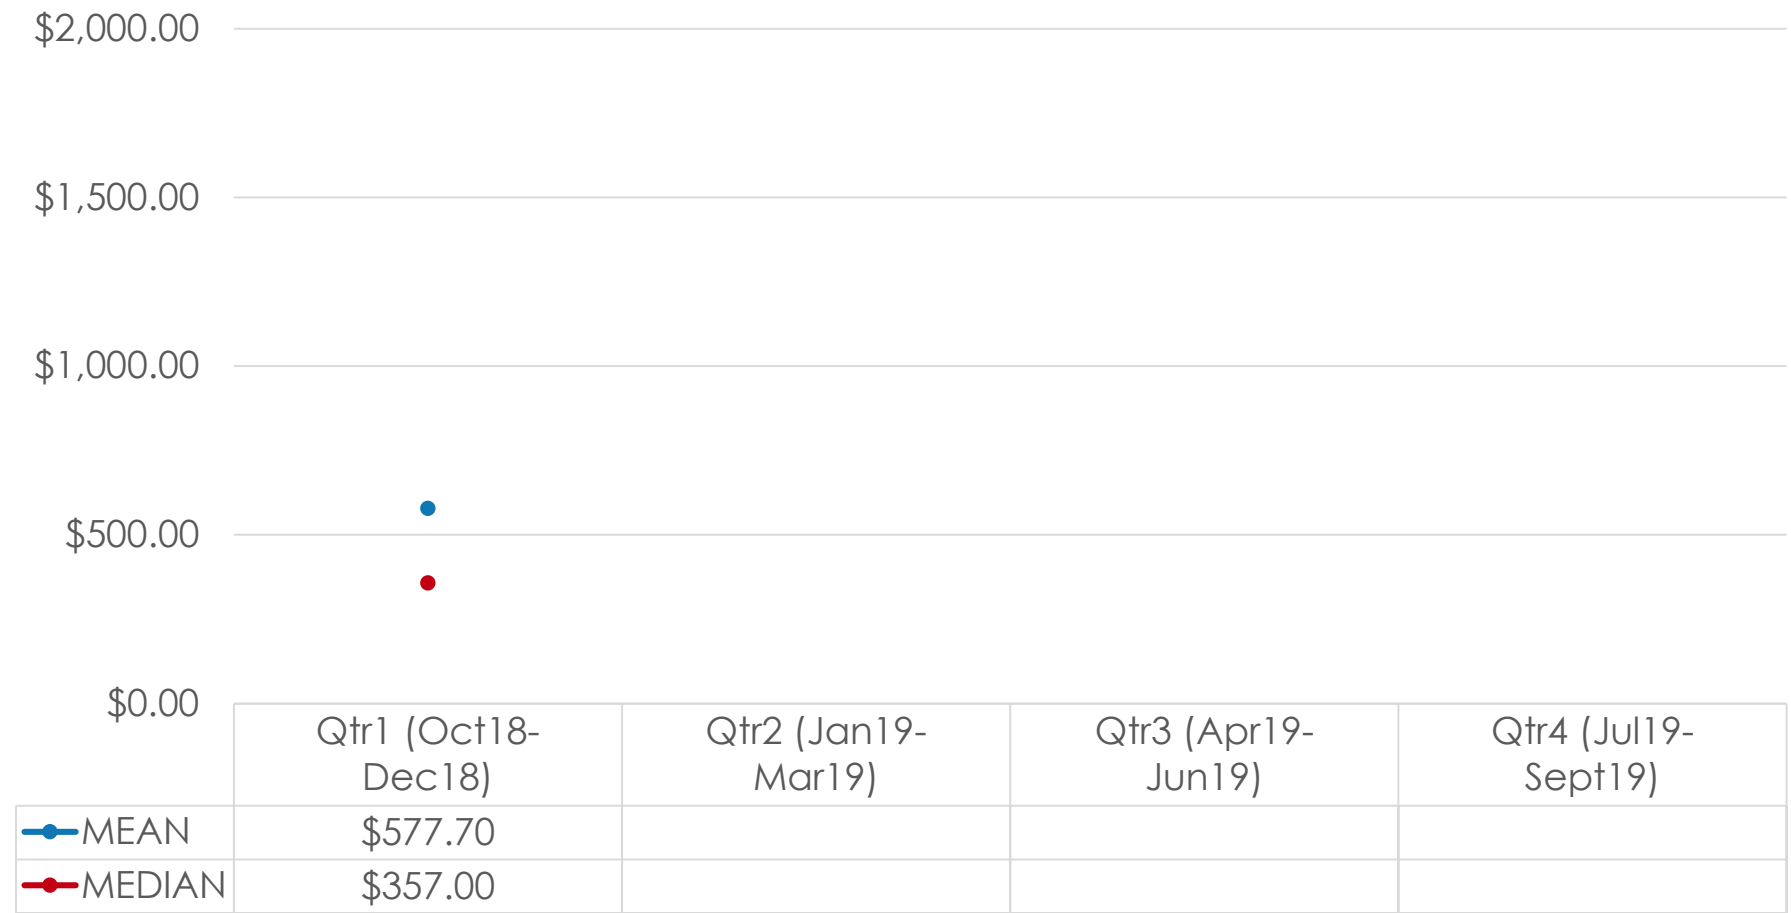 $2,000.00
$1,500.00
$1,000.00
$500.00
$0.00
Qtr1 (Oct18-
Dec18)
Qtr2 (Jan19-
Mar19)
Qtr3 (Apr19-
Jun19)
Qtr4 (Jul19-
Sept19)
MEAN $577.70
MEDIAN $357.00